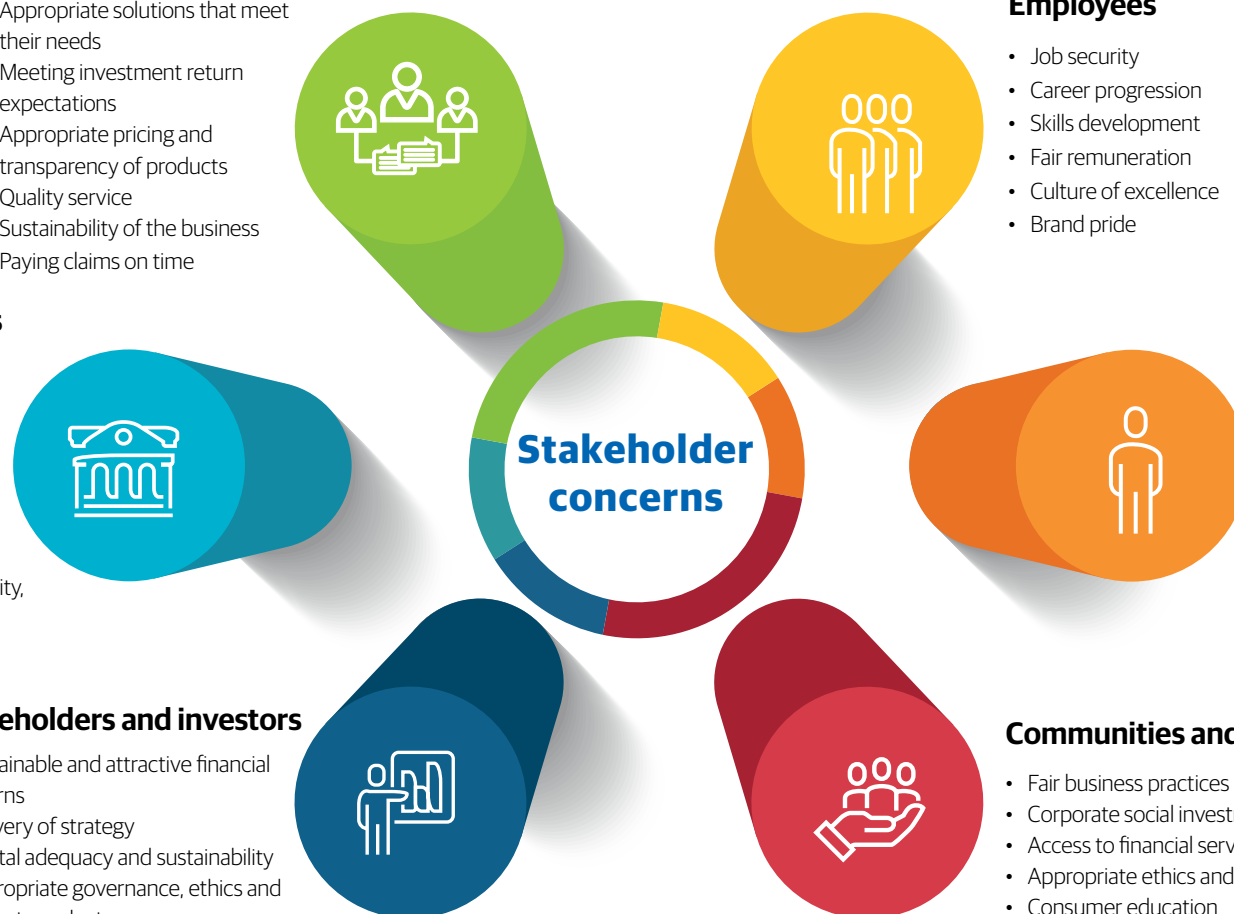 Appropriate solutions that meet
their needs
Meeting investment return
expectations
Appropriate pricing and
transparency of products
Quality service
Sustainability of the business
Paying claims on time
Employees
• Job security
• Career progression
• Skills development
• Fair remuneration
• Culture of excellence
• Brand pride
Stakeholder
concerns
eholders and investors
ainable and attractive financial
rns
very of strategy
tal adequacy and sustainability
ropriate governance, ethics and
Communities and
• Fair business practices
• Corporate social invest
• Access to financial serv
• Appropriate ethics and
• Consumer education